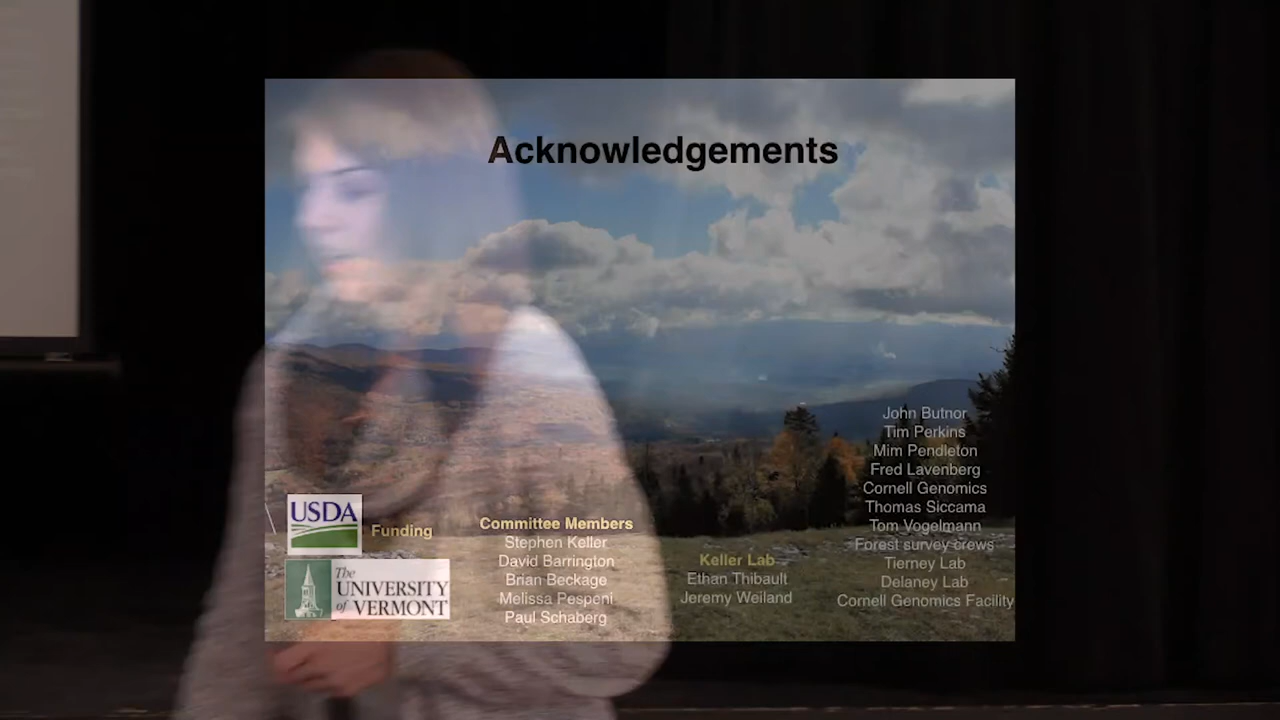 Acknowledgements
USDA
Funding
The
UNIVERSITY
of VERMONT
Committee Members
Stephen Keller
David Barrington
Brian Beckage
Melissa Pespeni
Paul Schaberg
Keller Lab
Ethan Thibault
Jeremy Weiland
John Butnor
Tim Perkins
Mim Pendleton
Fred Lavenberg
Cornell Genomics
Thomas Siccama
Tom Vogelmann
Forest survey crews
Tierney Lab
Delaney Lab
Cornell Genomics Facility